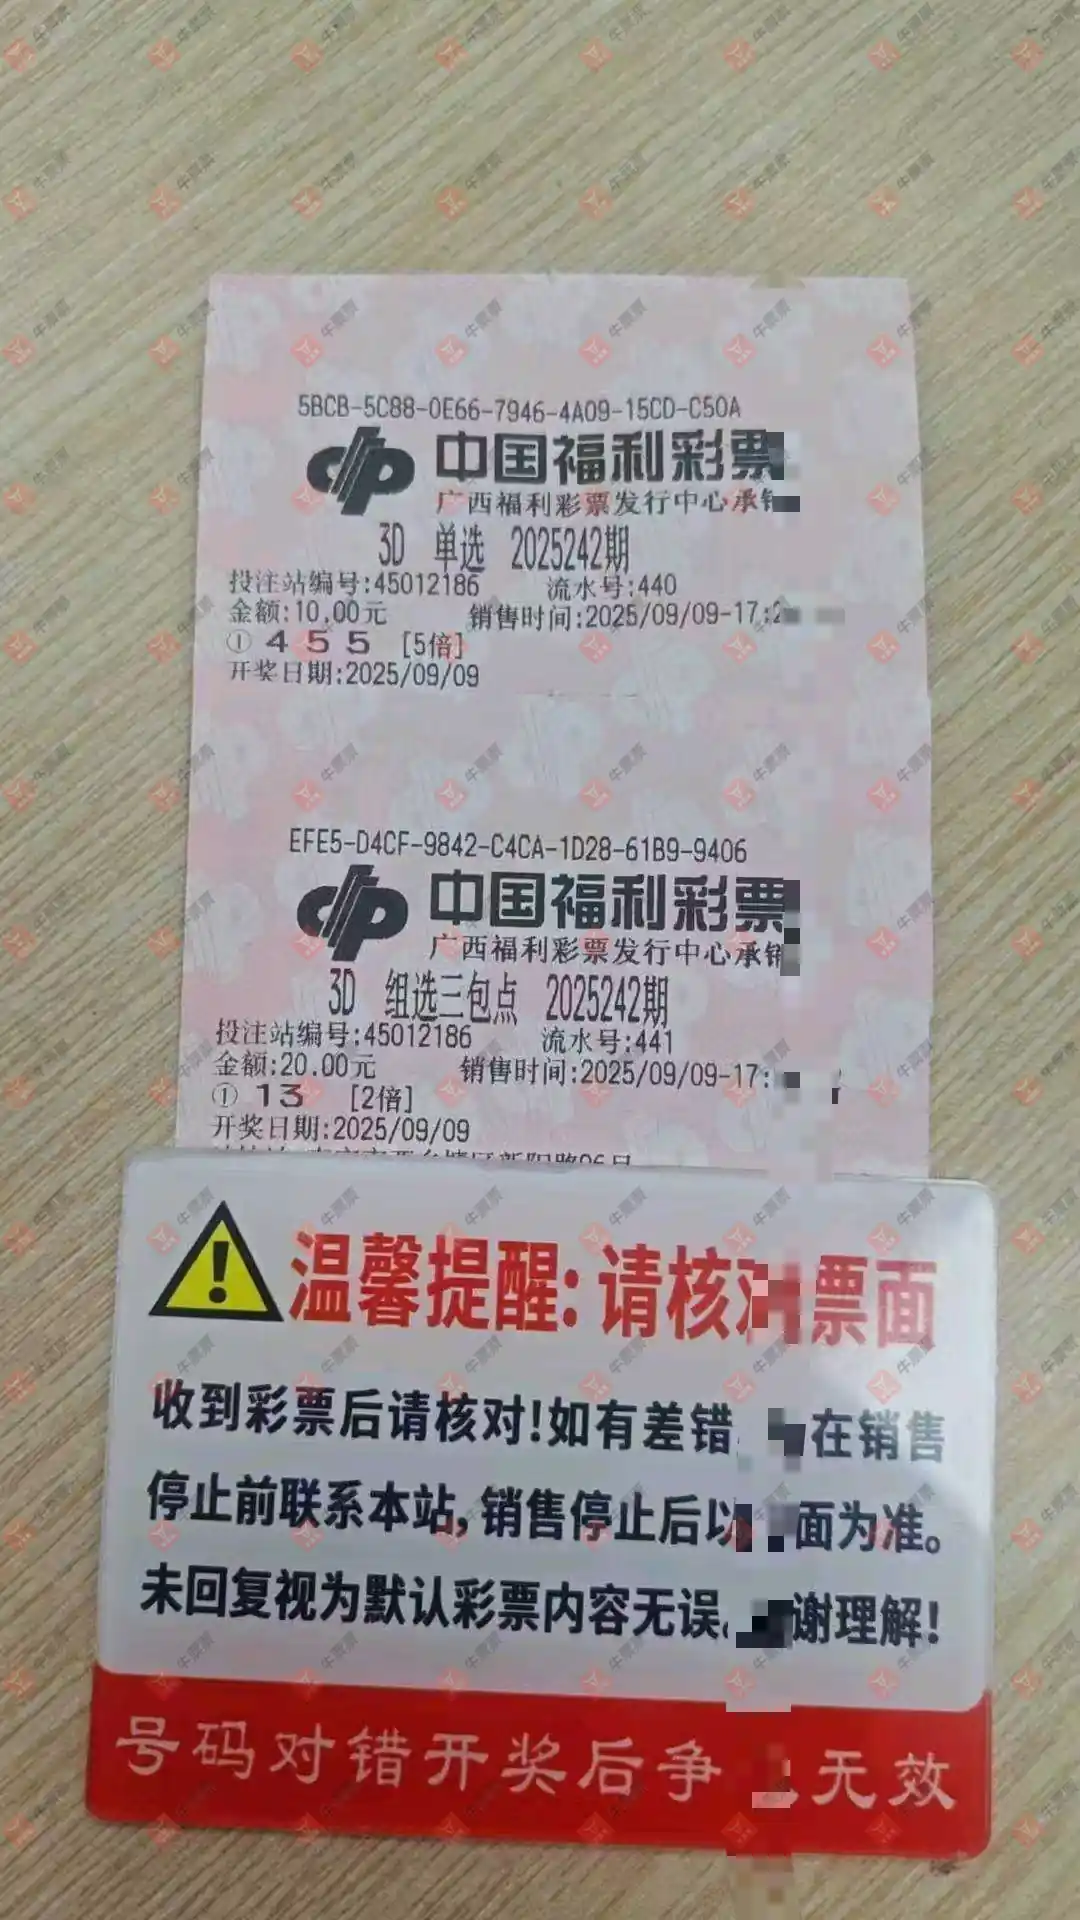 5BCB-5C88-0E66-7946-4A09-15CD-C50A
中国福利彩票
广西福利彩票发行中心承销
3D 单选 2025242期
投注站编号:45012186 流水号:440
金额:10.00元 销售时间:2025/09/09-17:2
① 4 5 5 [5倍]
开奖日期:2025/09/09
EFE5-D4CF-9842-C4CA-1D28-61B9-9406
中国福利彩票
广西福利彩票发行中心承销
3D 组选三包点 2025242期
投注站编号:45012186 流水号:441
金额:20.00元 销售时间:2025/09/09-17:
① 13 [2倍]
开奖日期:2025/09/09
温馨提醒:请核对票面
收到彩票后请核对!如有差错 在销售
停止前联系本站,销售停止后以 面为准。
未回复视为默认彩票内容无误。 谢理解!
号码对错开奖后争 无效
牛票票